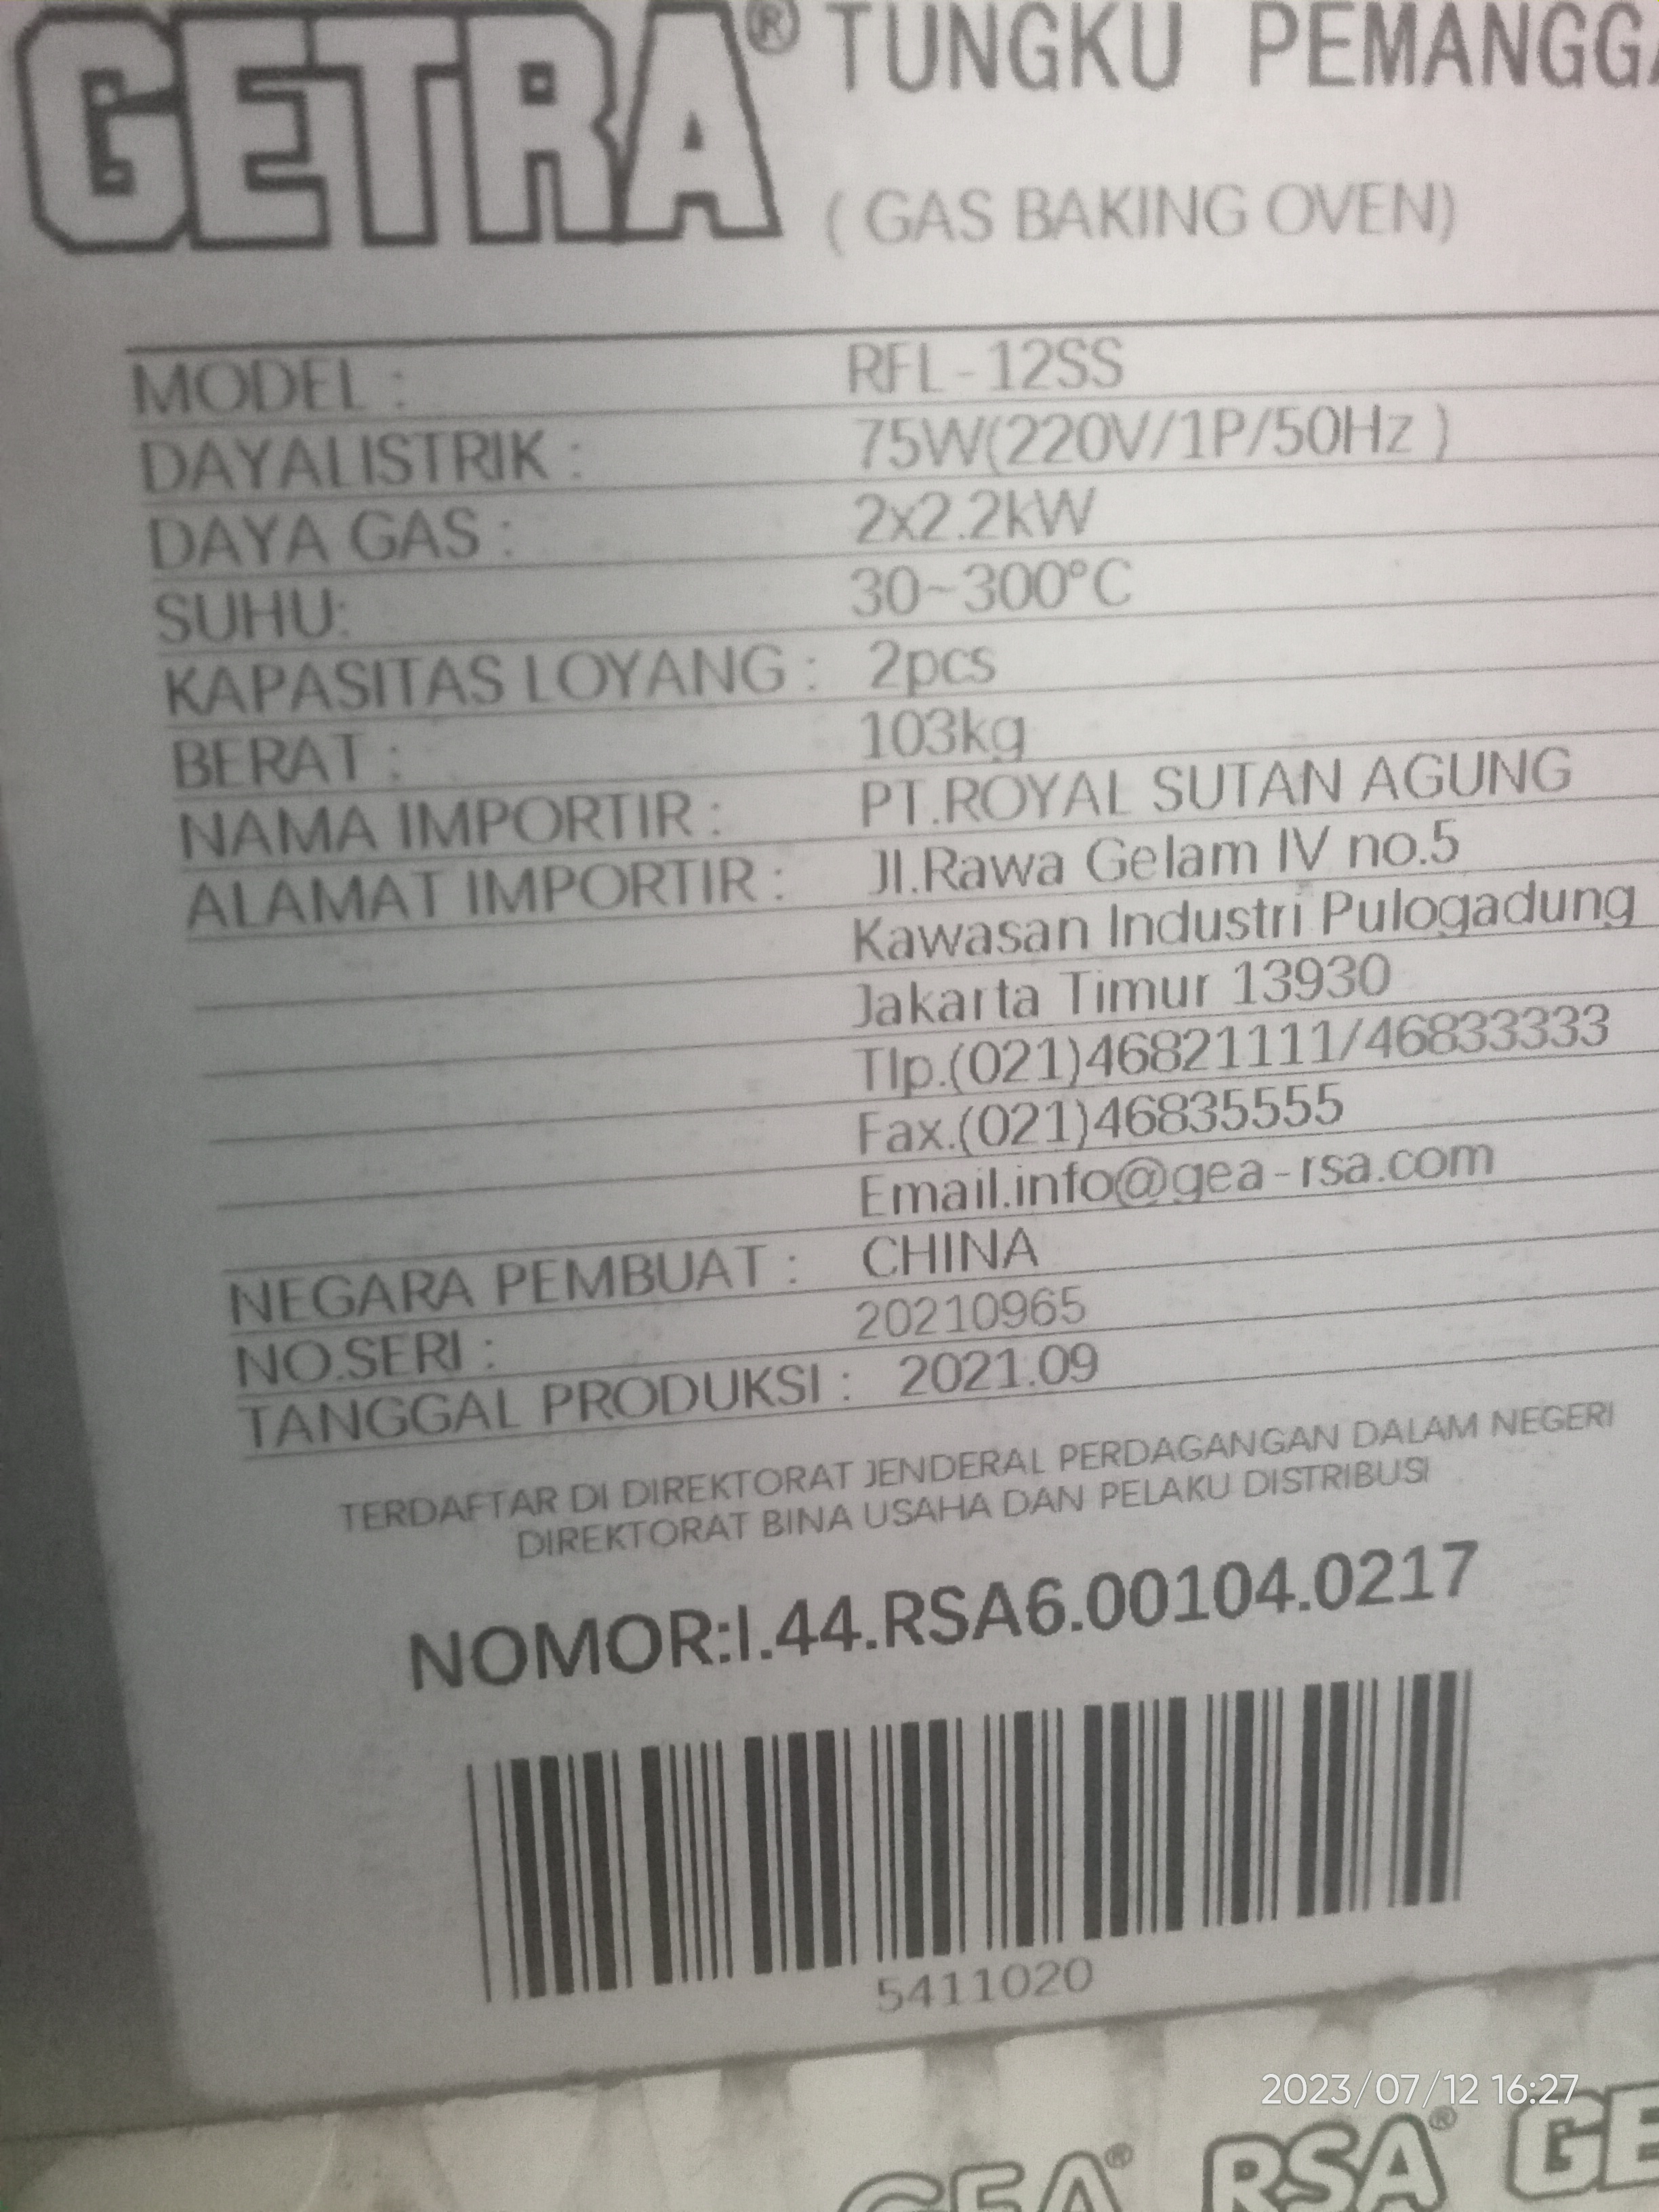 GETRA® TUNGKU PEMANGGA
( GAS BAKING OVEN)
MODEL : RFL-12SS
DAYALISTRIK : 75W(220V/1P/50Hz )
DAYA GAS : 2x2.2kW
SUHU: 30~300°C
KAPASITAS LOYANG : 2pcs
BERAT : 103kg
NAMA IMPORTIR : PT.ROYAL SUTAN AGUNG
ALAMAT IMPORTIR : Jl.Rawa Gelam IV no.5
Kawasan Industri Pulogadung
Jakarta Timur 13930
Tlp.(021)46821111/46833333
Fax.(021)46835555
Email.info@gea-rsa.com
NEGARA PEMBUAT : CHINA
NO.SERI : 20210965
TANGGAL PRODUKSI : 2021.09
TERDAFTAR DI DIREKTORAT JENDERAL PERDAGANGAN DALAM NEGERI
DIREKTORAT BINA USAHA DAN PELAKU DISTRIBUSI
NOMOR:I.44.RSA6.00104.0217
5411020
2023/07/12 16:27
GEA® RSA® GE